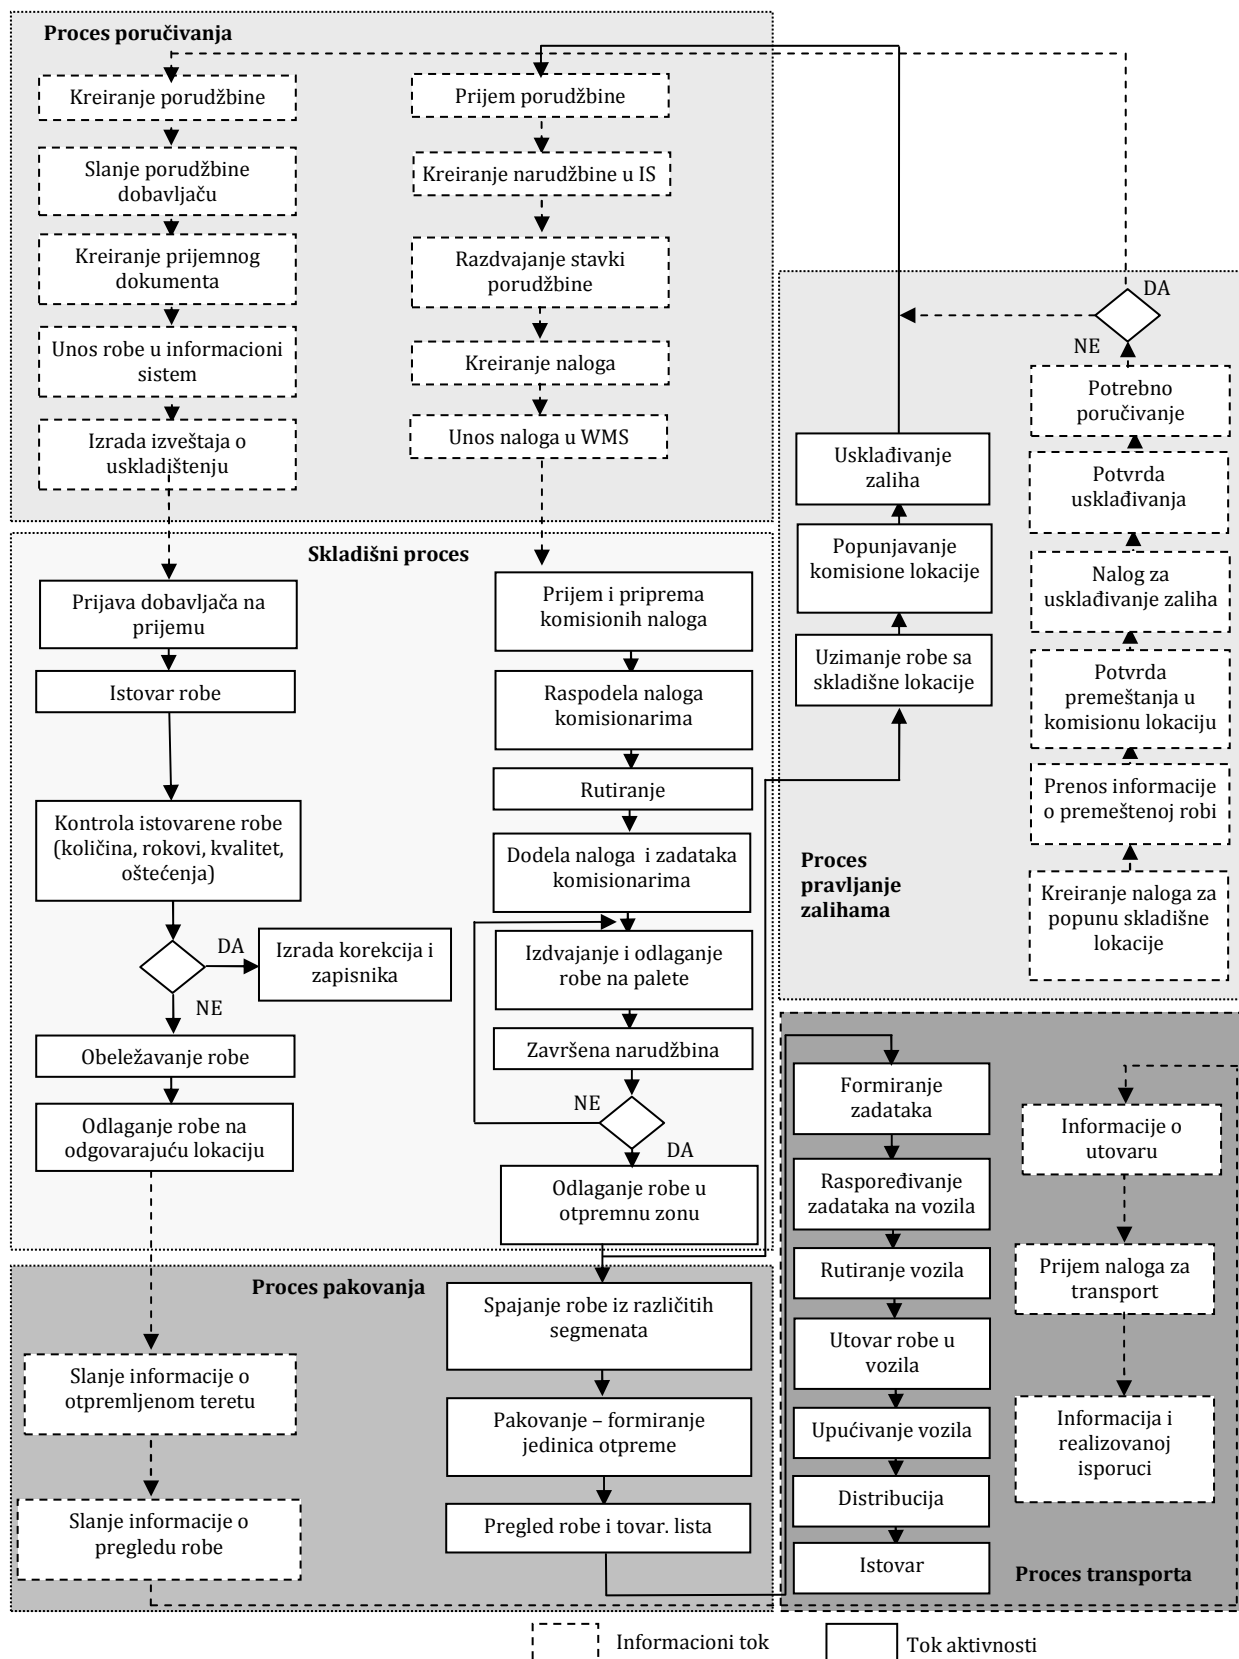 Proces poručivanja
Kreiranje porudžbine
Slanje porudžbine
dobavljaču
Kreiranje prijemnog
dokumenta
Unos robe u informacioni
sistem
Izrada izveštaja o
uskladištenju
Prijem porudžbine
Kreiranje narudžbine u IS
Razdvajanje stavki
porudžbine
Kreiranje naloga
Unos naloga u WMS
DA
NE
Potrebno
poručivanje
Potvrda
usklađivanja
Nalog za
usklađivanje zaliha
Potvrda
premeštanja u
komisionu lokaciju
Prenos informacije
o premeštenoj robi
Kreiranje naloga za
popunu skladišne
lokacije
Usklađivanje
zaliha
Popunjavanje
komisione lokacije
Uzimanje robe sa
skladišne lokacije
Proces
pravljanje
zalihama
Skladišni proces
Prijava dobavljača na
prijemu
Istovar robe
Kontrola istovarene robe
(količina, rokovi, kvalitet,
oštećenja)
DA
Izrada korekcija i
zapisnika
NE
Obeležavanje robe
Odlaganje robe na
odgovarajuću lokaciju
Prijem i priprema
komisionih naloga
Raspodela naloga
komisionarima
Rutiranje
Dodela naloga  i zadataka
komisionarima
Izdvajanje i odlaganje
robe na palete
Završena narudžbina
NE
DA
Odlaganje robe u
otpremnu zonu
Proces pakovanja
Slanje informacije o
otpremljenom teretu
Slanje informacije o
pregledu robe
Spajanje robe iz različitih
segmenata
Pakovanje – formiranje
jedinica otpreme
Pregled robe i tovar. lista
Formiranje
zadataka
Raspoređivanje
zadataka na vozila
Rutiranje vozila
Utovar robe u
vozila
Upućivanje vozila
Distribucija
Istovar
Informacije o
utovaru
Prijem naloga za
transport
Informacija i
realizovanoj
isporuci
Proces transporta
Informacioni tok
Tok aktivnosti